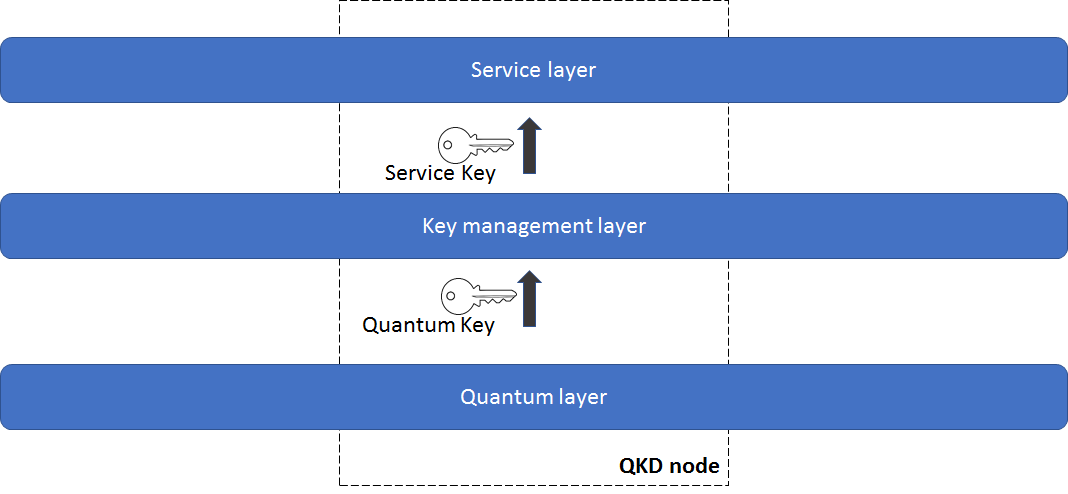 Service layer
Service Key
Key management layer
Quantum Key
Quantum layer
QKD node